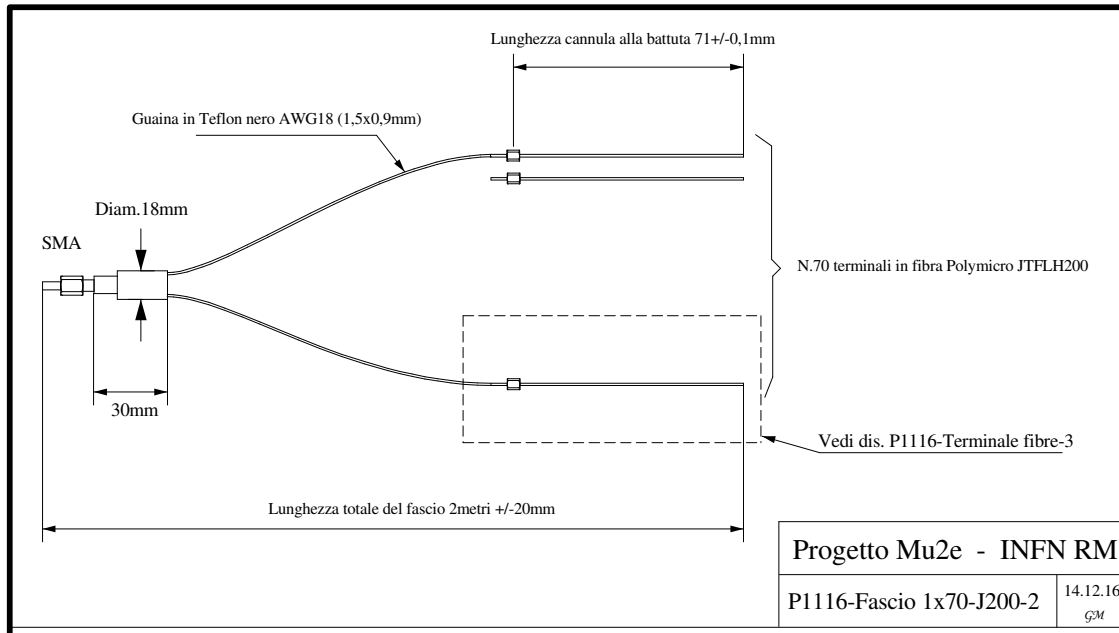 Lunghezza cannula alla battuta 71+/-0,1mm
Guaina in Teflon nero AWG18 (1,5x0,9mm)
Diam.18mm
SMA
N.70 terminali in fibra Polymicro JTFLH200
30mm
Vedi dis. P1116-Terminale fibre-3
Lunghezza totale del fascio 2metri +/-20mm
Progetto Mu2e - INFN RM
P1116-Fascio 1x70-J200-2
14.12.16
GM